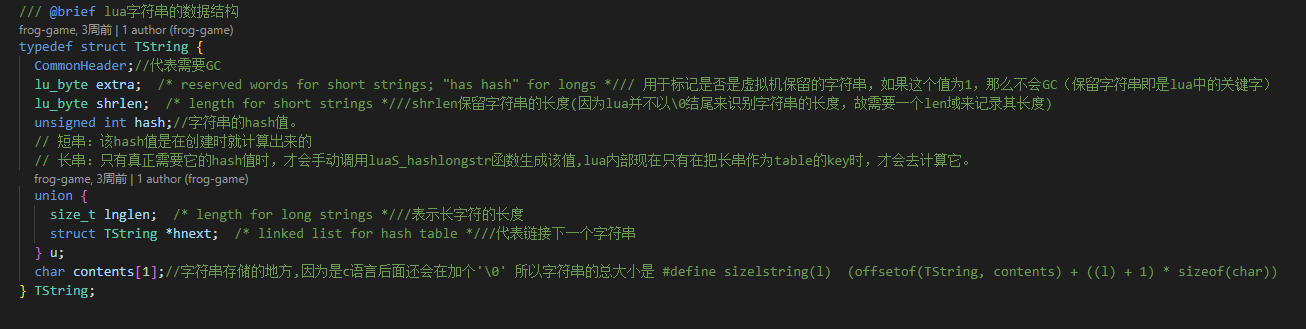 /// @brief lua字符串的数据结构
frog-game, 3周前 | 1 author (frog-game)
typedef struct TString {
  CommonHeader;//代表需要GC
  lu_byte extra;  /* reserved words for short strings; "has hash" for longs *//// 用于标记是否是虚拟机保留的字符串，如果这个值为1，那么不会GC（保留字符串即是lua中的关键字）
  lu_byte shrlen;  /* length for short strings *///shrlen保留字符串的长度(因为lua并不以\0结尾来识别字符串的长度，故需要一个len域来记录其长度)
  unsigned int hash;//字符串的hash值。
  // 短串：该hash值是在创建时就计算出来的
  // 长串：只有真正需要它的hash值时，才会手动调用luaS_hashlongstr函数生成该值,lua内部现在只有在把长串作为table的key时，才会去计算它。
  frog-game, 3周前 | 1 author (frog-game)
  union {
    size_t lnglen;  /* length for long strings *///表示长字符的长度
    struct TString *hnext;  /* linked list for hash table *///代表链接下一个字符串
  } u;
  char contents[1];//字符串存储的地方,因为是c语言后面还会在加个'\0' 所以字符串的总大小是 #define sizelstring(l)  (offsetof(TString, contents) + ((l) + 1) * sizeof(char))
} TString;